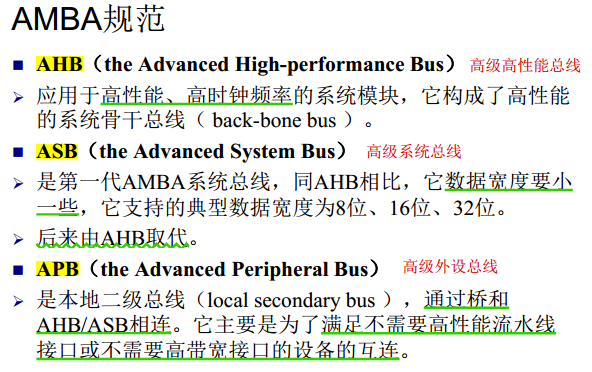 AMBA规范
■ AHB（the Advanced High-performance Bus） 高级高性能总线
➢ 应用于高性能、高时钟频率的系统模块，它构成了高性能
的系统骨干总线（ back-bone bus ）。
■ ASB（the Advanced System Bus） 高级系统总线
➢ 是第一代AMBA系统总线，同AHB相比，它数据宽度要小
一些，它支持的典型数据宽度为8位、16位、32位。
➢ 后来由AHB取代。
■ APB（the Advanced Peripheral Bus） 高级外设总线
➢ 是本地二级总线（local secondary bus ），通过桥和
AHB/ASB相连。它主要是为了满足不需要高性能流水线
接口或不需要高带宽接口的设备的互连。